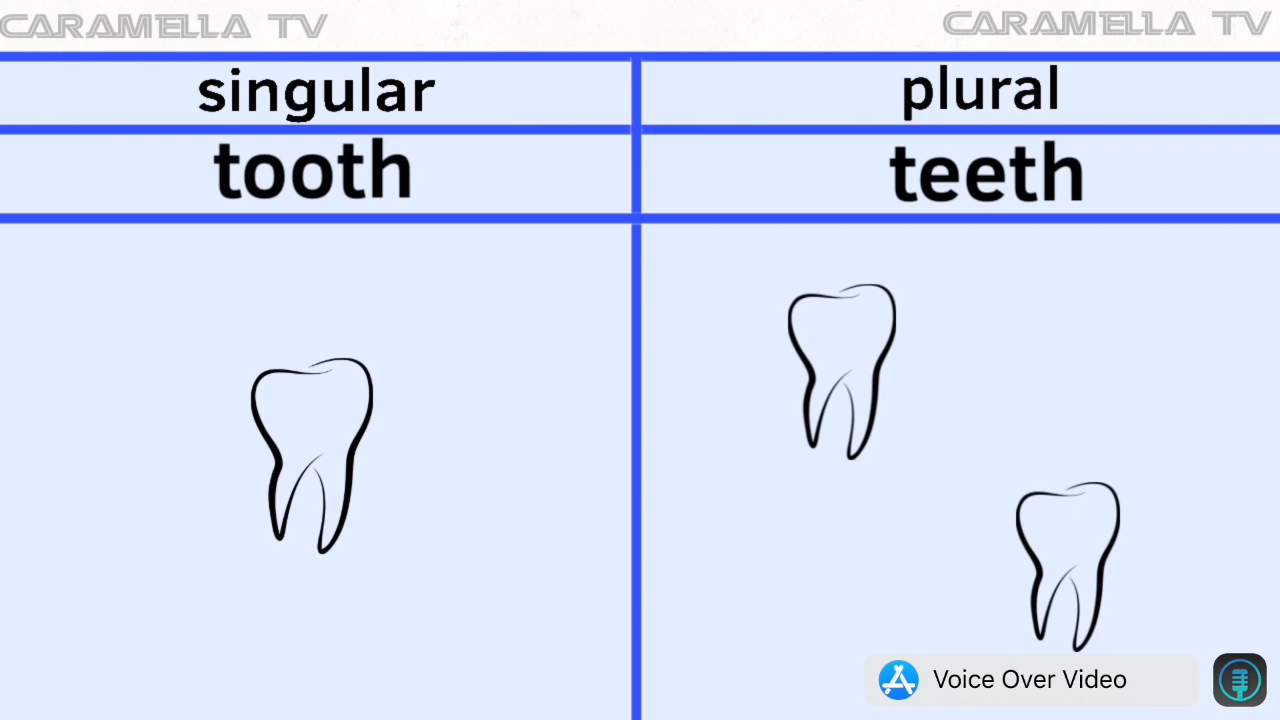 CARAMELLA TV CARAMELLA TV
singular plural
tooth teeth
Voice Over Video